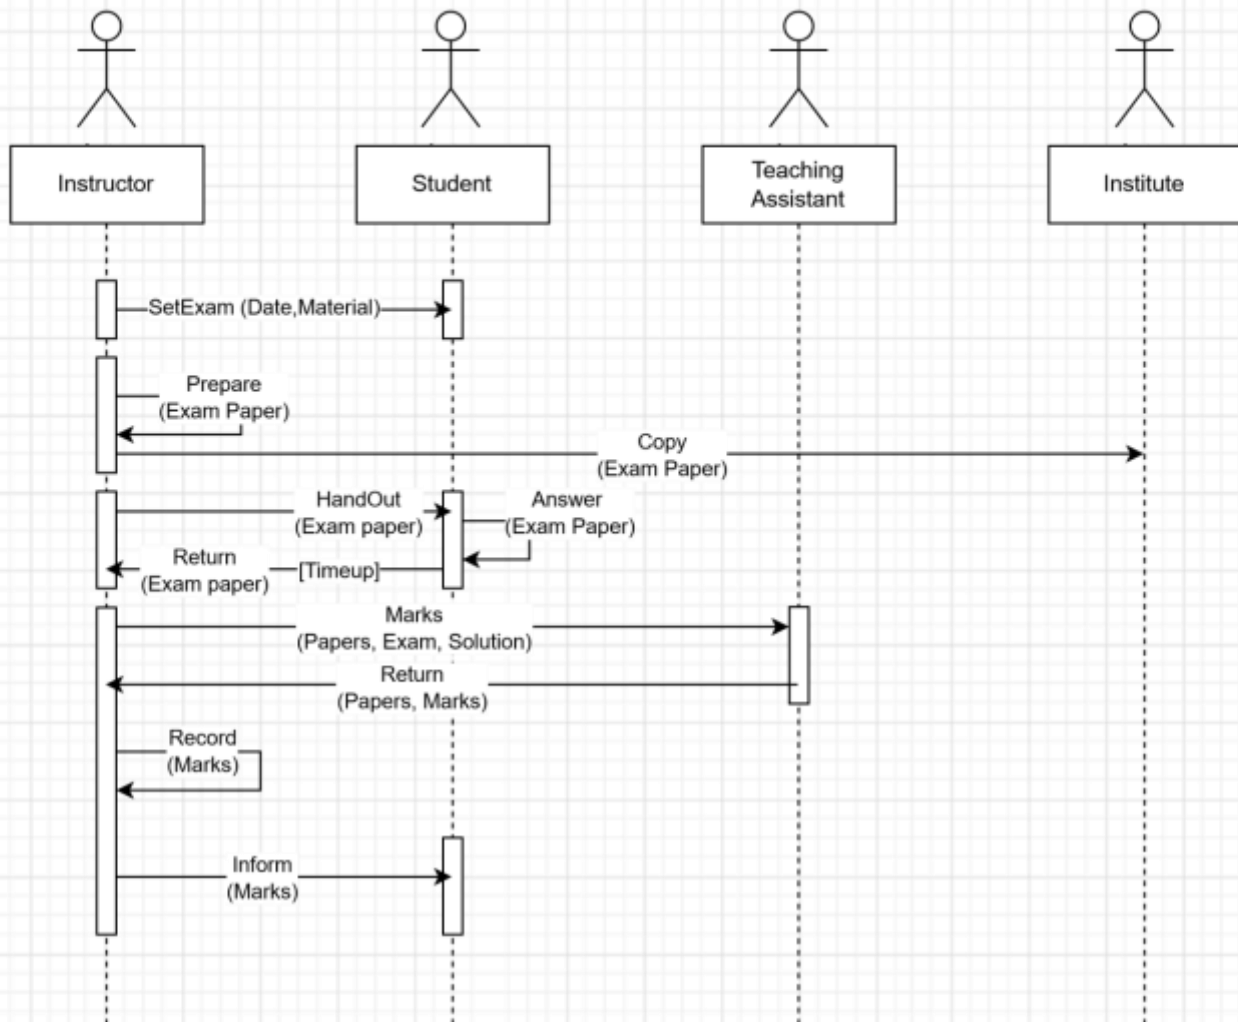 Instructor
Student
Teaching
Assistant
Institute
SetExam (Date,Material)
Prepare
(Exam Paper)
Copy
(Exam Paper)
HandOut
(Exam paper)
Answer
(Exam Paper)
Return
(Exam paper)
[Timeup]
Marks
(Papers, Exam, Solution)
Return
(Papers, Marks)
Record
(Marks)
Inform
(Marks)